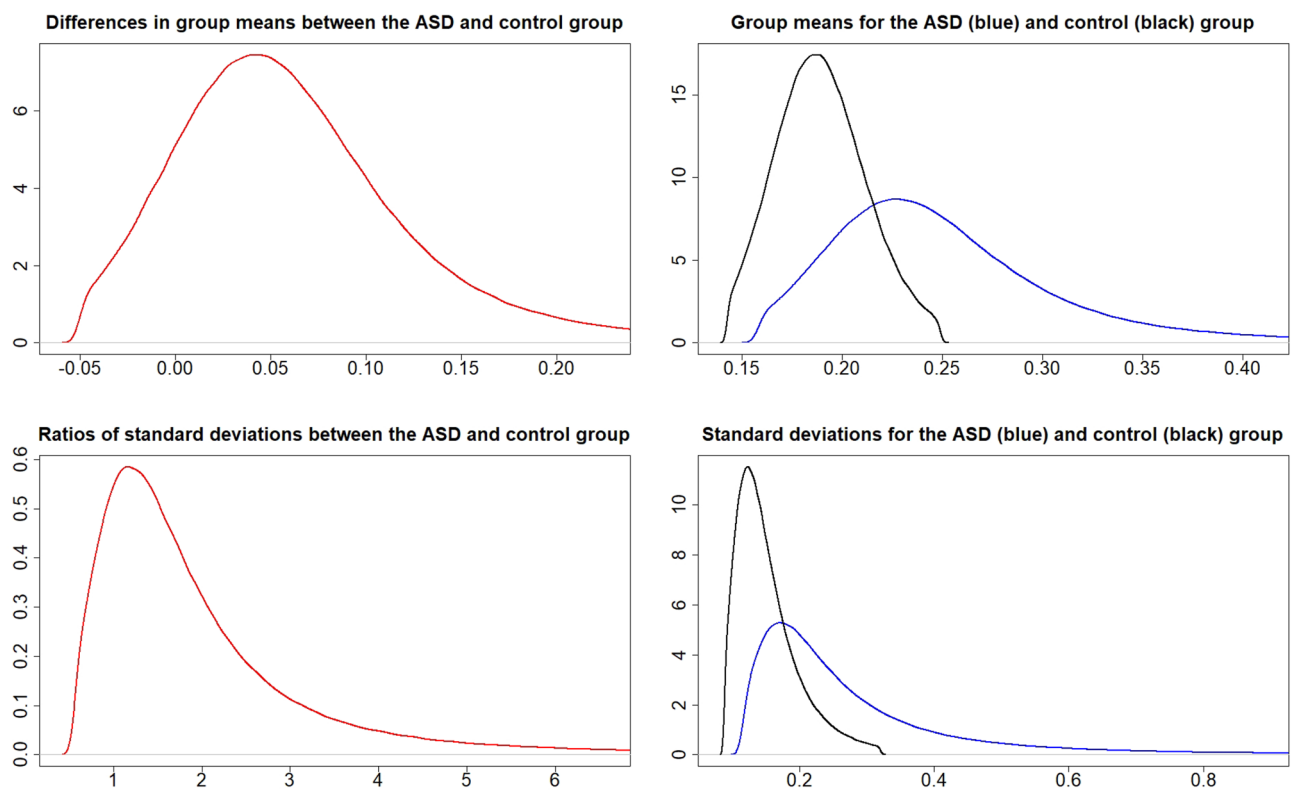 Differences in group means between the ASD and control group
6
4
2
0
-0.05 0.00 0.05 0.10 0.15 0.20
Group means for the ASD (blue) and control (black) group
15
10
5
0
0.15 0.20 0.25 0.30 0.35 0.40
Ratios of standard deviations between the ASD and control group
0.6
0.5
0.4
0.3
0.2
0.1
0.0
1 2 3 4 5 6
Standard deviations for the ASD (blue) and control (black) group
10
8
6
4
2
0
0.2 0.4 0.6 0.8